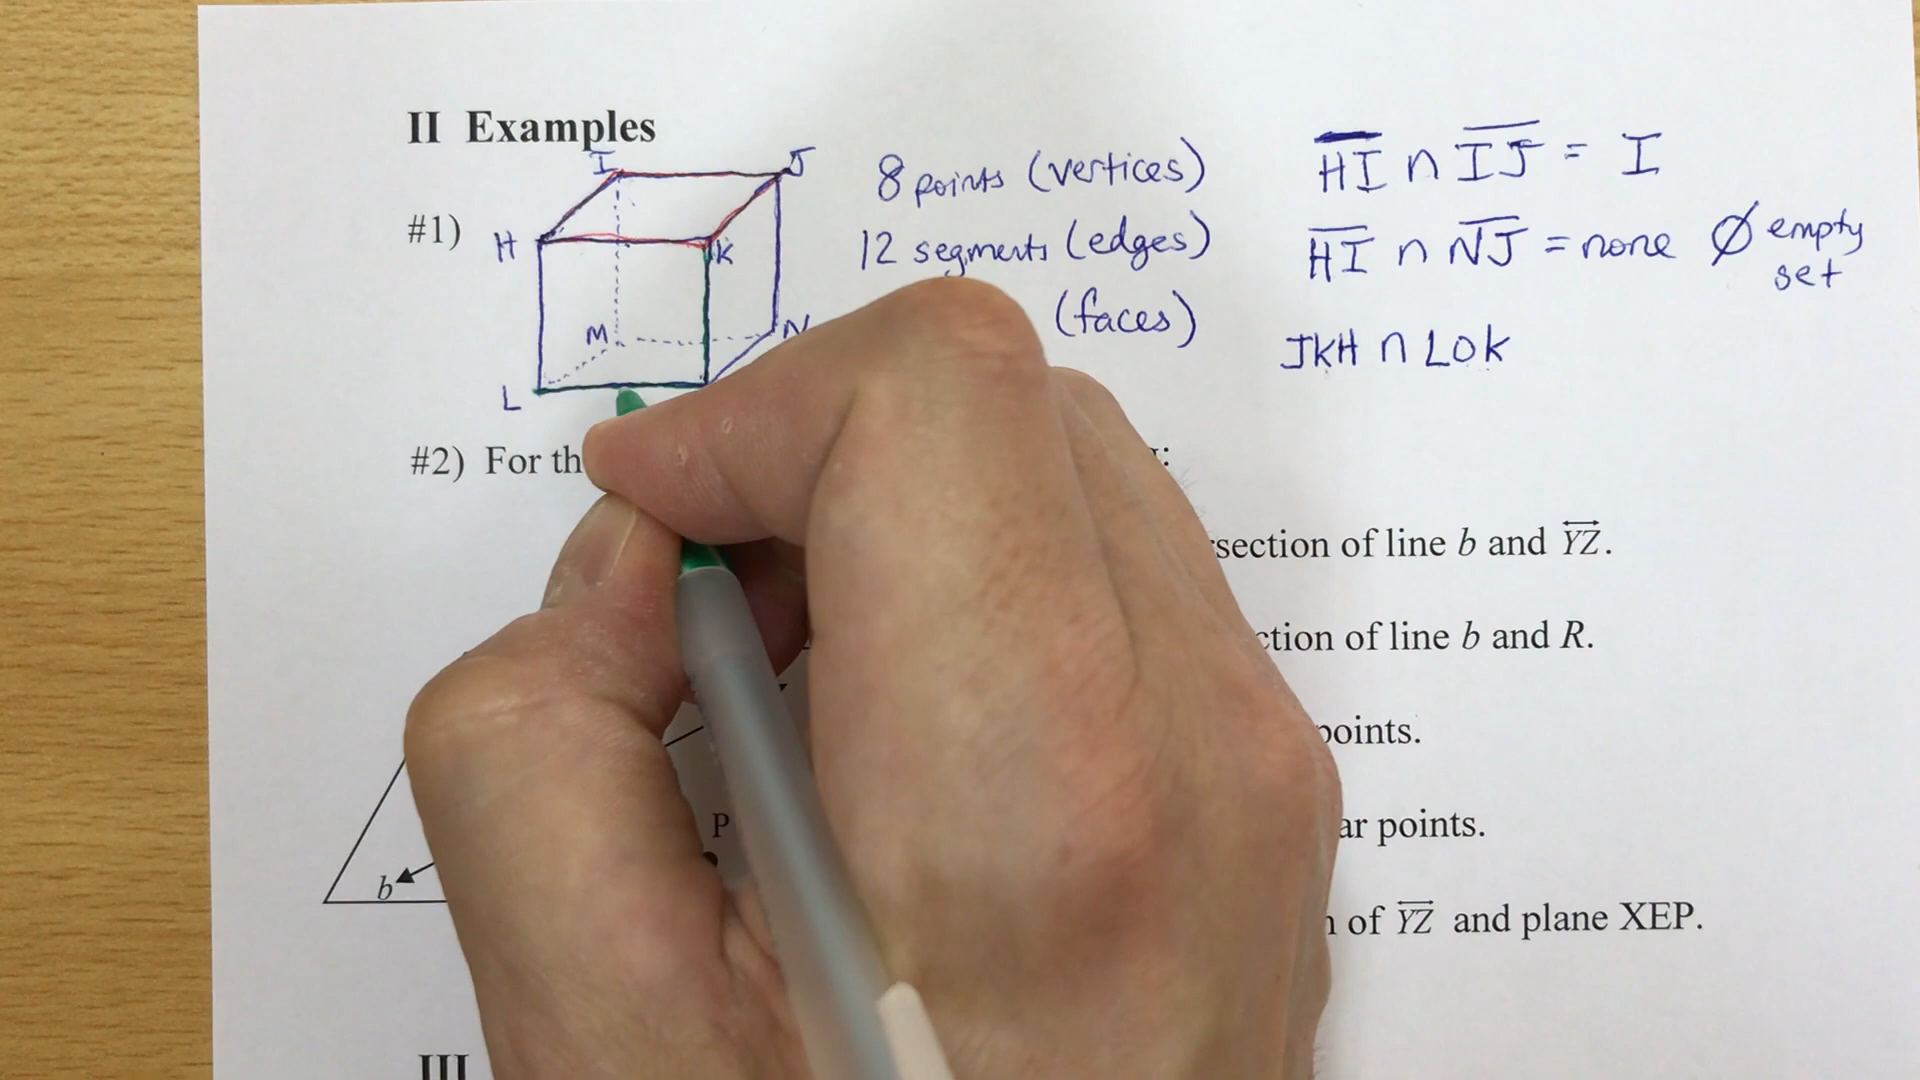 II Examples
#1)
I
J
H
K
M
N
L
8 points (vertices)
12 segments (edges)
(faces)
HI ∩ IJ = I
HI ∩ NJ = none ∅ empty set
JKH ∩ LOK
#2) For th
section of line b and YZ.
ction of line b and R.
points.
ar points.
P
b
of YZ and plane XEP.
III